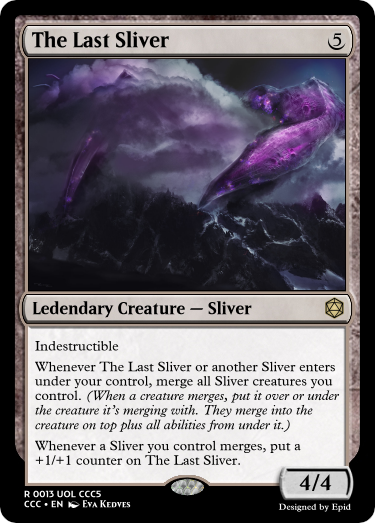 The Last Sliver 5
Ledendary Creature — Sliver
Indestructible
Whenever The Last Sliver or another Sliver enters
under your control, merge all Sliver creatures you
control. (When a creature merges, put it over or under
the creature it's merging with. They merge into the
creature on top plus all abilities from under it.)
Whenever a Sliver you control merges, put a
+1/+1 counter on The Last Sliver.
4/4
R 0013 UOL CCC5
CCC • EN Eva Kedves
Designed by Epid